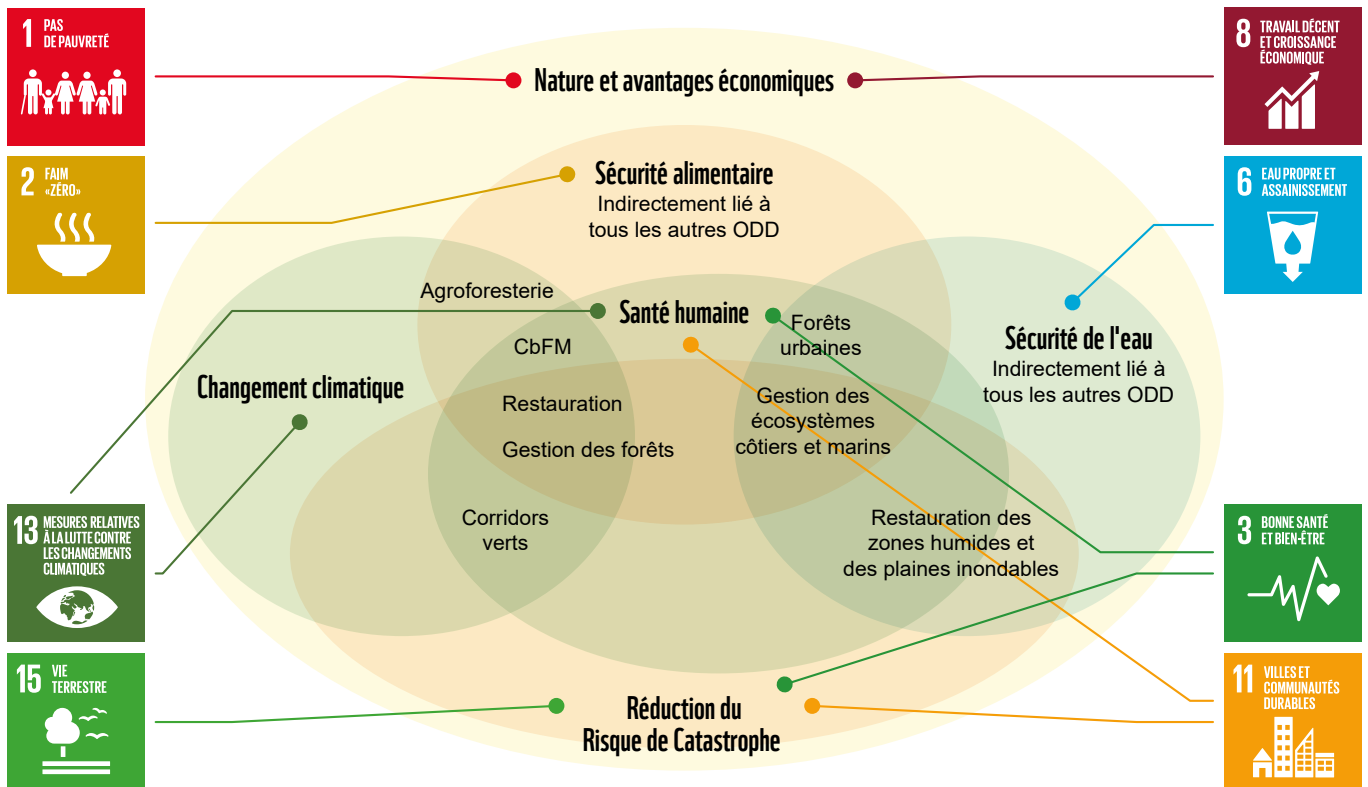 1 PAS
DE PAUVRETÉ
8 TRAVAIL DÉCENT
ET CROISSANCE
ÉCONOMIQUE
Nature et avantages économiques
2 FAIM
«ZÉRO»
6 EAU PROPRE ET
ASSAINISSEMENT
Sécurité alimentaire
Indirectement lié à
tous les autres ODD
Agroforesterie
Santé humaine
Forêts
urbaines
CbFM
Sécurité de l'eau
Indirectement lié à
tous les autres ODD
Changement climatique
Restauration
Gestion des
écosystèmes
côtiers et marins
Gestion des forêts
Corridors
verts
Restauration des
zones humides et
des plaines inondables
13 MESURES RELATIVES
À LA LUTTE CONTRE
LES CHANGEMENTS
CLIMATIQUES
3 BONNE SANTÉ
ET BIEN-ÊTRE
15 VIE
TERRESTRE
11 VILLES ET
COMMUNAUTÉS
DURABLES
Réduction du
Risque de Catastrophe